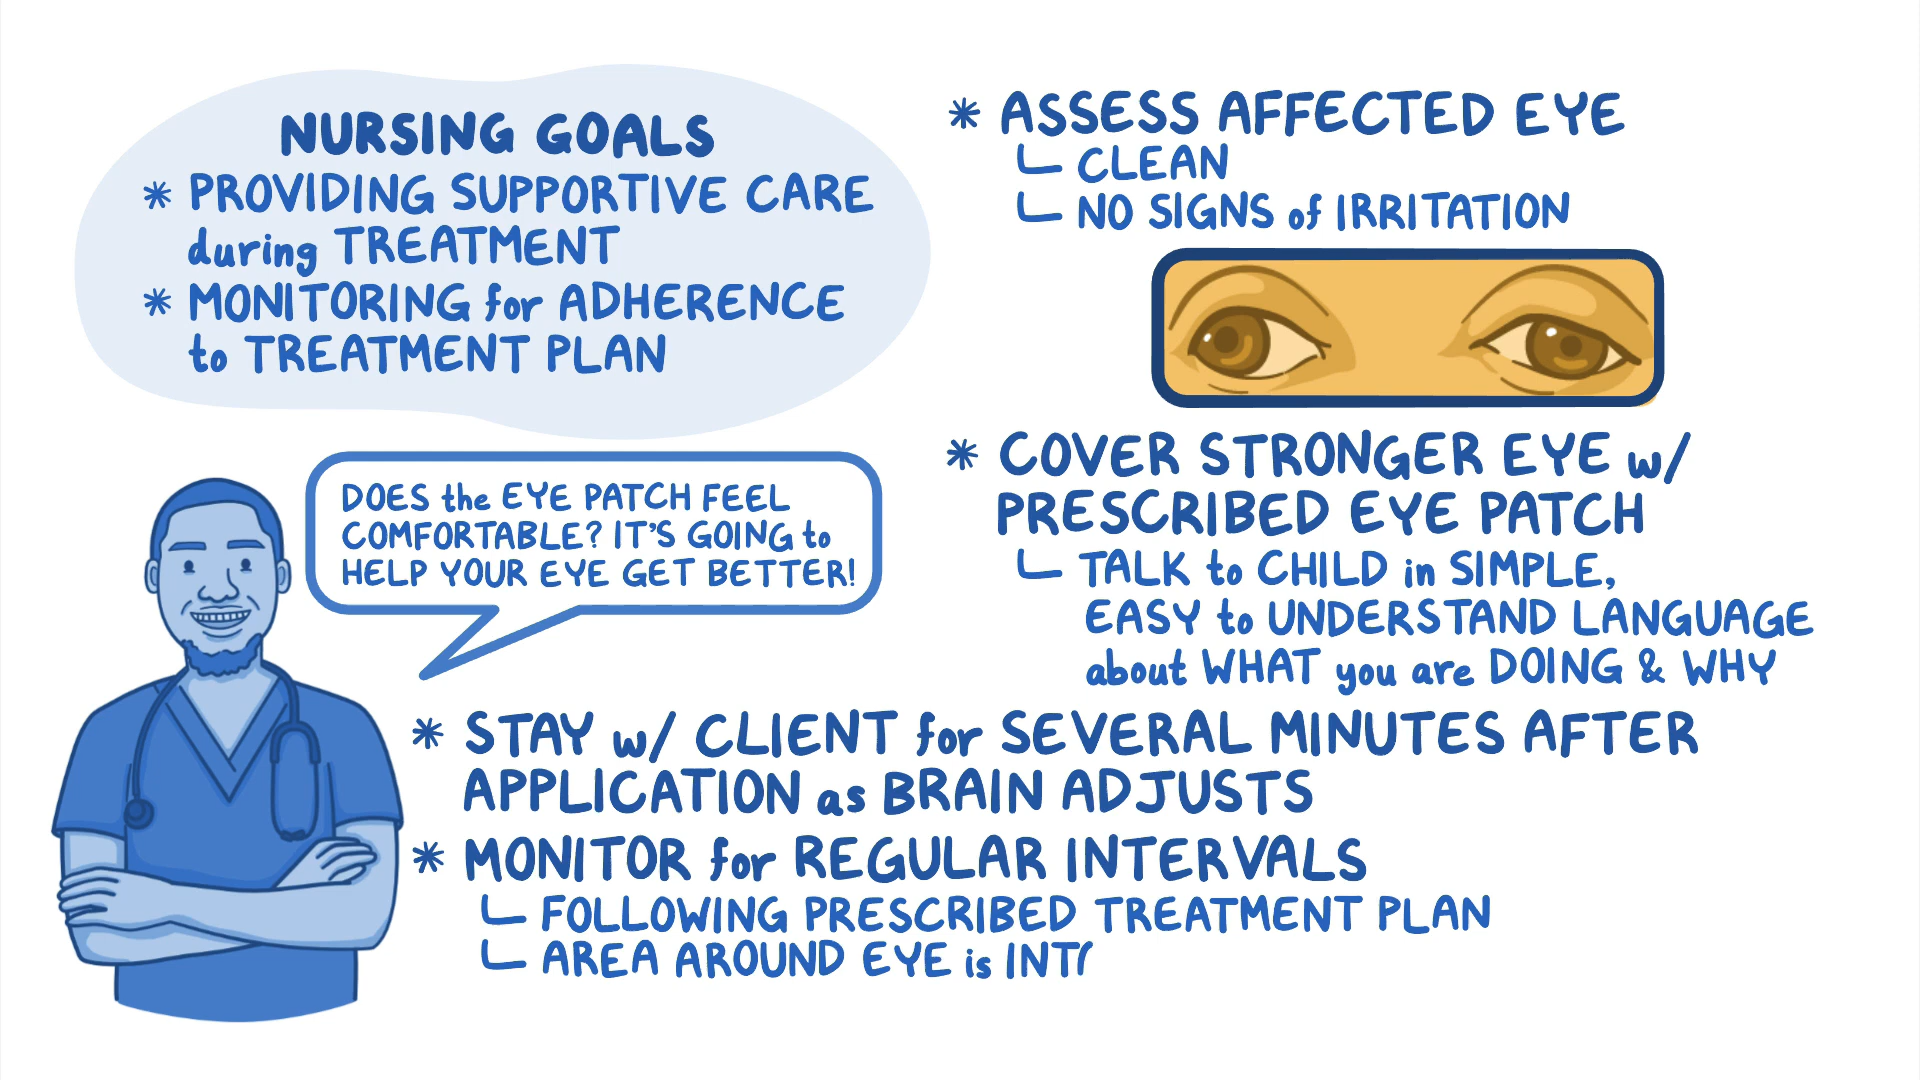 NURSING GOALS
* PROVIDING SUPPORTIVE CARE
during TREATMENT
* MONITORING for ADHERENCE
to TREATMENT PLAN
DOES the EYE PATCH FEEL
COMFORTABLE? IT'S GOING to
HELP YOUR EYE GET BETTER!
* ASSESS AFFECTED EYE
CLEAN
NO SIGNS of IRRITATION
* COVER STRONGER EYE w/
PRESCRIBED EYE PATCH
TALK to CHILD in SIMPLE,
EASY to UNDERSTAND LANGUAGE
about WHAT you are DOING & WHY
* STAY w/ CLIENT for SEVERAL MINUTES AFTER
APPLICATION as BRAIN ADJUSTS
* MONITOR for REGULAR INTERVALS
FOLLOWING PRESCRIBED TREATMENT PLAN
AREA AROUND EYE is